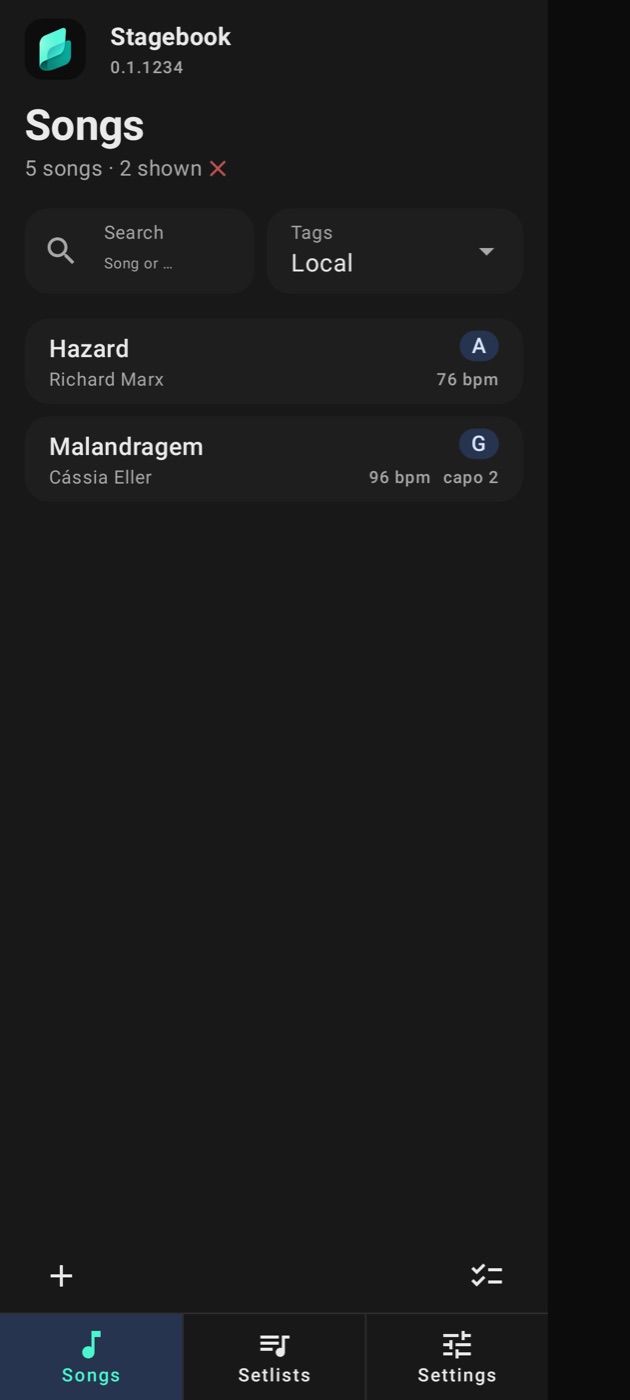 Stagebook
0.1.1234
Songs
5 songs · 2 shown
Search
Song or …
Tags
Local
Hazard
A
Richard Marx
76 bpm
Malandragem
G
Cássia Eller
96 bpm capo 2
Songs
Setlists
Settings